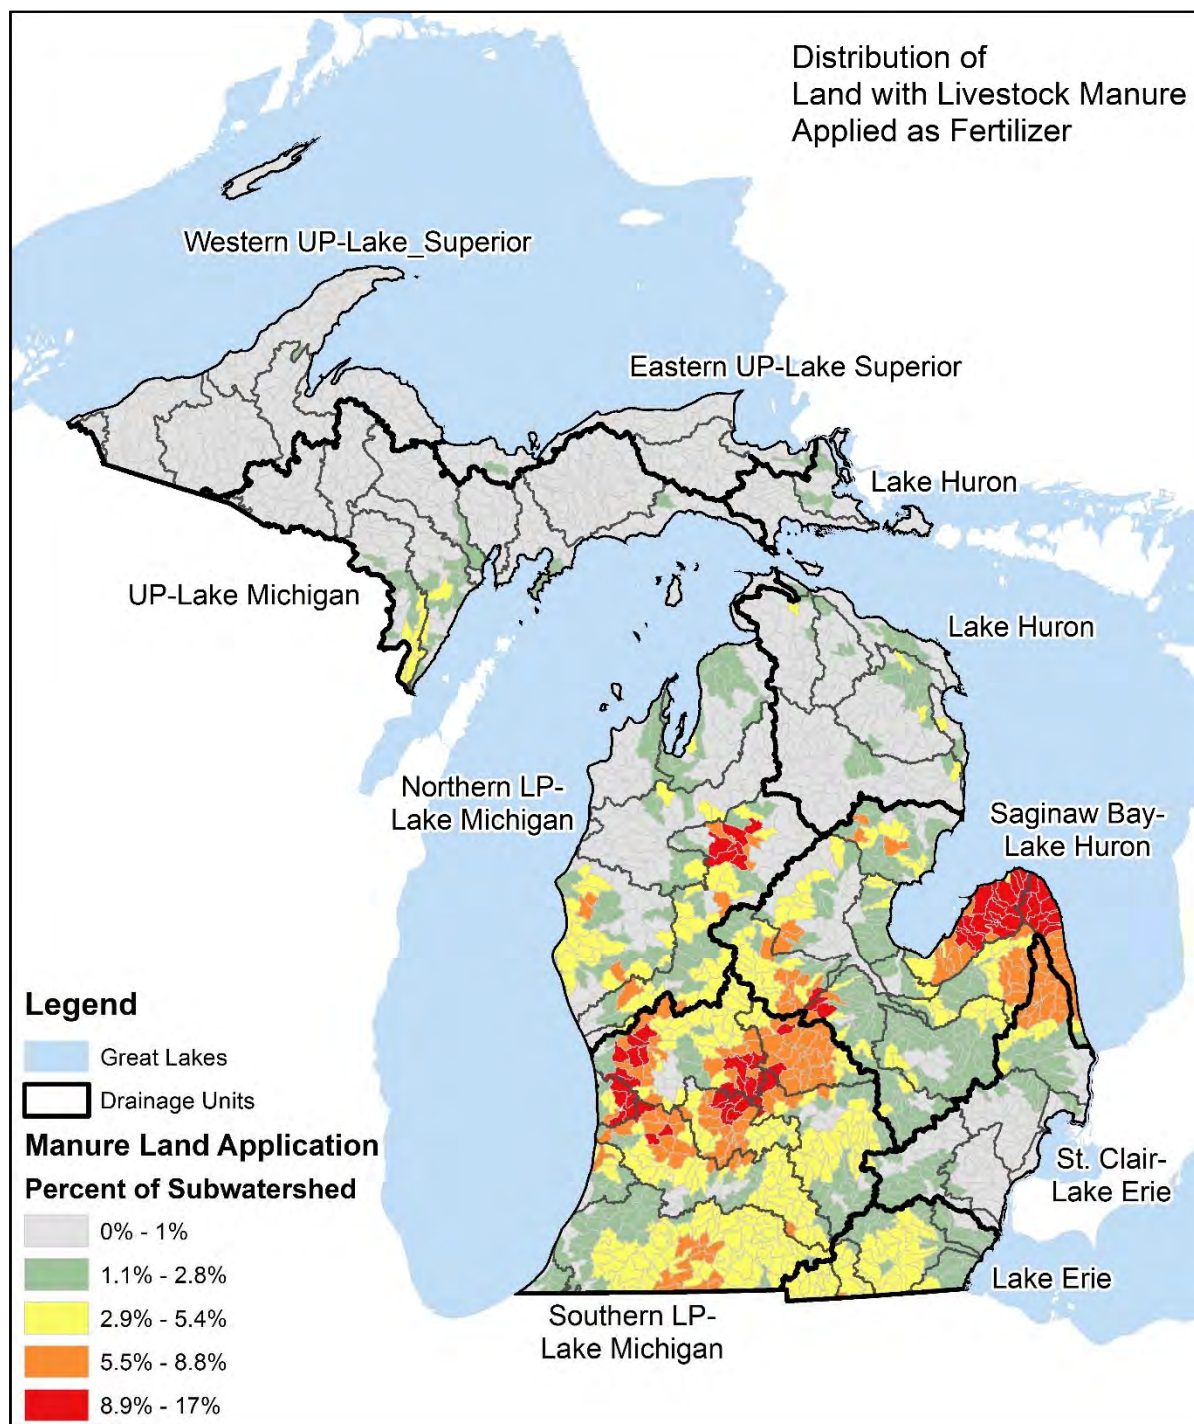 Distribution of
Land with Livestock Manure
Applied as Fertilizer
Western UP-Lake_Superior
Eastern UP-Lake Superior
Lake Huron
UP-Lake Michigan
Lake Huron
Northern LP-
Lake Michigan
Saginaw Bay-
Lake Huron
St. Clair-
Lake Erie
Lake Erie
Southern LP-
Lake Michigan
Legend
Great Lakes
Drainage Units
Manure Land Application
Percent of Subwatershed
0% - 1%
1.1% - 2.8%
2.9% - 5.4%
5.5% - 8.8%
8.9% - 17%